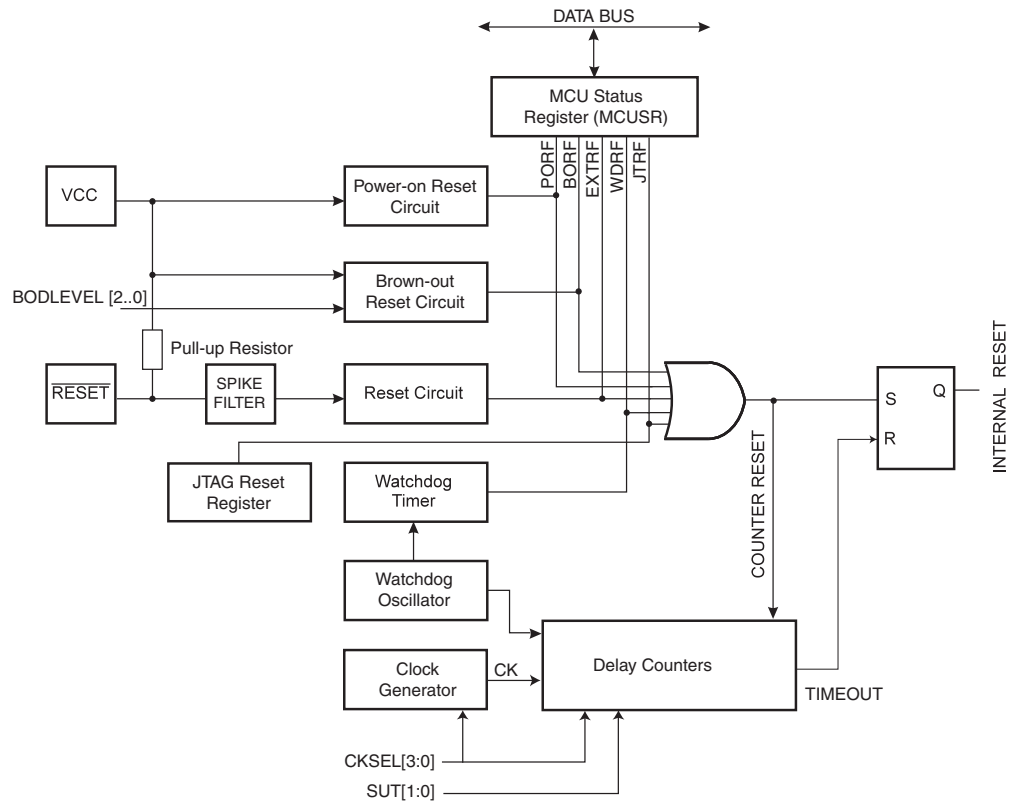 DATA BUS
MCU Status
Register (MCUSR)
PORF
BORF
EXTRF
WDRF
JTRF
VCC
Power-on Reset
Circuit
Brown-out
Reset Circuit
BODLEVEL [2..0]
Pull-up Resistor
RESET
SPIKE
FILTER
Reset Circuit
S
R
Q
INTERNAL RESET
JTAG Reset
Register
Watchdog
Timer
COUNTER RESET
Watchdog
Oscillator
Clock
Generator
CK
Delay Counters
TIMEOUT
CKSEL[3:0]
SUT[1:0]